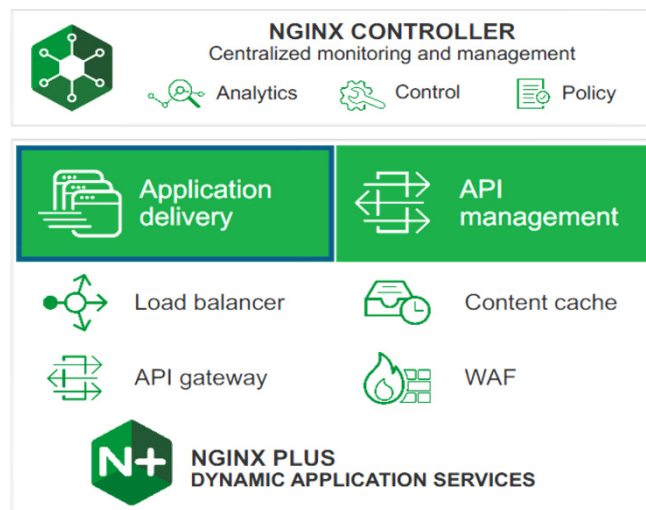 NGINX CONTROLLER
Centralized monitoring and management
Analytics
Control
Policy
Application
delivery
API
management
Load balancer
Content cache
API gateway
WAF
N+
NGINX PLUS
DYNAMIC APPLICATION SERVICES